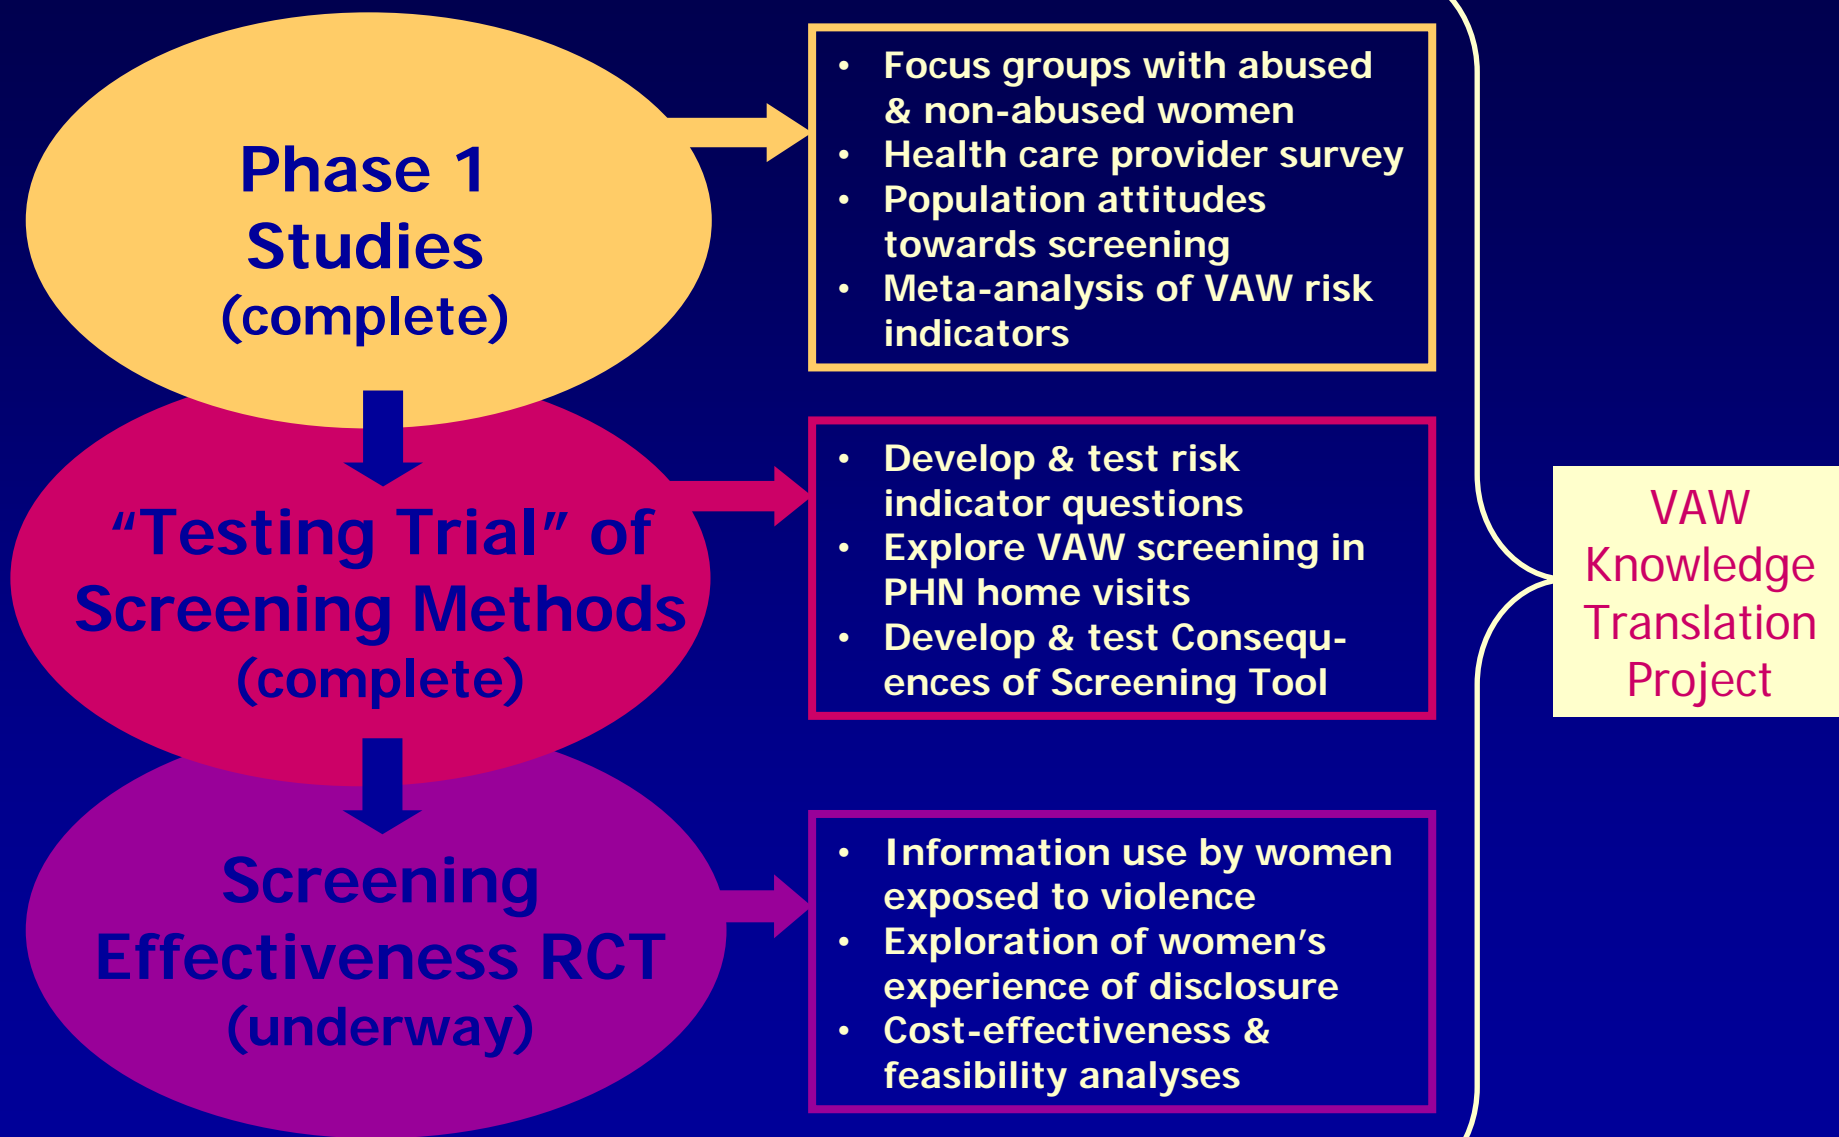 Phase 1
Studies
(complete)
• Focus groups with abused
& non-abused women
• Health care provider survey
• Population attitudes
towards screening
• Meta-analysis of VAW risk
indicators
“Testing Trial” of
Screening Methods
(complete)
• Develop & test risk
indicator questions
• Explore VAW screening in
PHN home visits
• Develop & test Consequ-
ences of Screening Tool
Screening
Effectiveness RCT
(underway)
• Information use by women
exposed to violence
• Exploration of women’s
experience of disclosure
• Cost-effectiveness &
feasibility analyses
VAW
Knowledge
Translation
Project